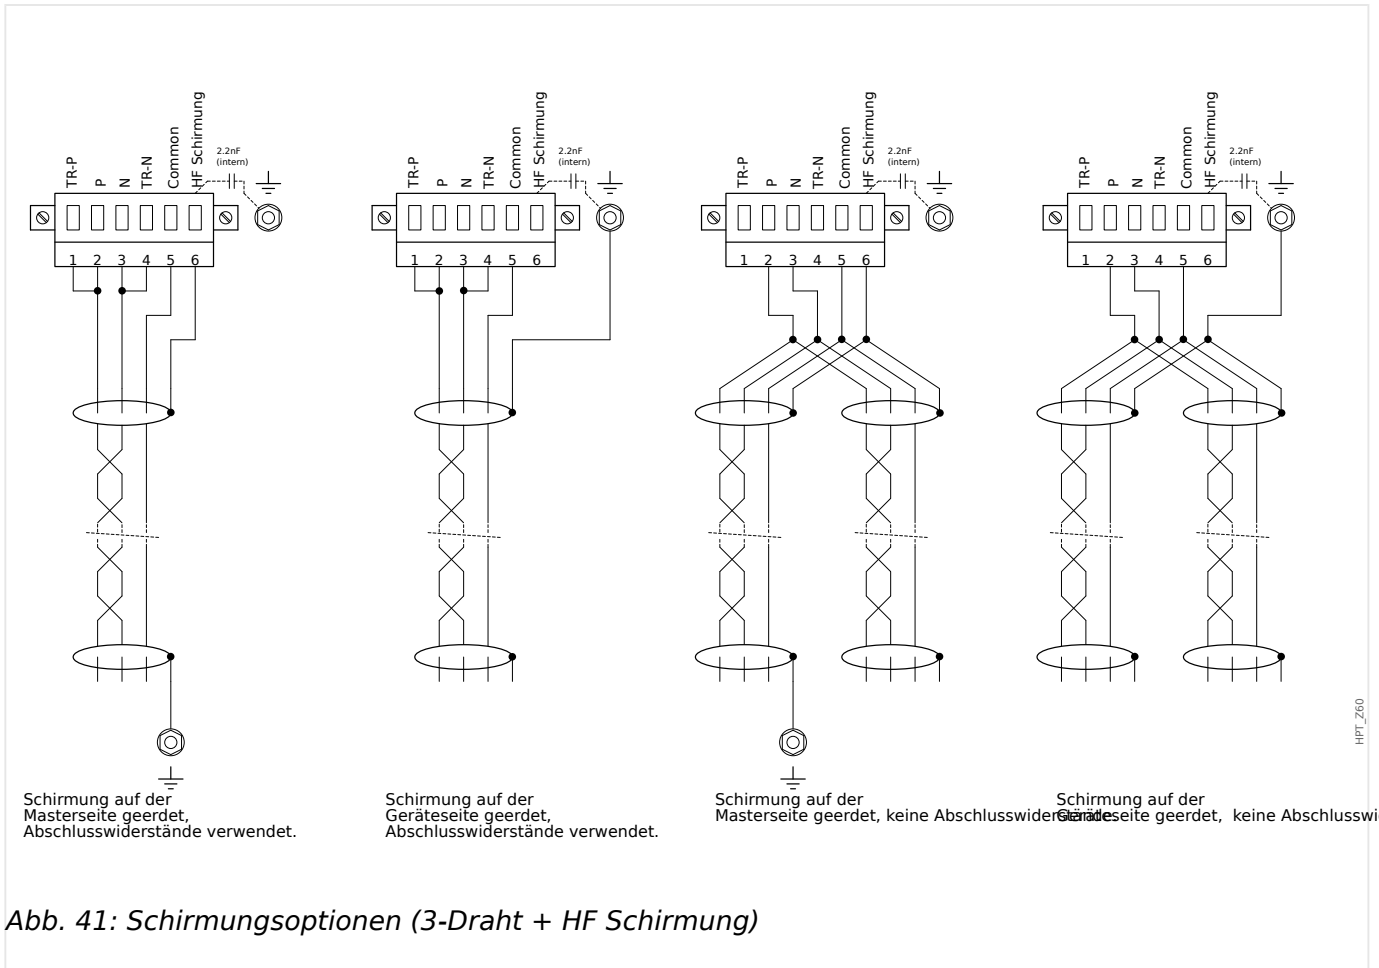 TR-P
P
N
TR-N
Common
HF Schirmung
2.2nF
(intern)
1 2 3 4 5 6
TR-P
P
N
TR-N
Common
HF Schirmung
2.2nF
(intern)
1 2 3 4 5 6
TR-P
P
N
TR-N
Common
HF Schirmung
2.2nF
(intern)
1 2 3 4 5 6
TR-P
P
N
TR-N
Common
HF Schirmung
2.2nF
(intern)
1 2 3 4 5 6
HPT_Z60
Schirmung auf der
Masterseite geerdet,
Abschlusswiderstände verwendet.
Schirmung auf der
Geräteseite geerdet,
Abschlusswiderstände verwendet.
Schirmung auf der
Masterseite geerdet, keine Abschlusswiderstände.
Schirmung auf der
Geräteseite geerdet, keine Abschlusswi
Abb. 41: Schirmungsoptionen (3-Draht + HF Schirmung)